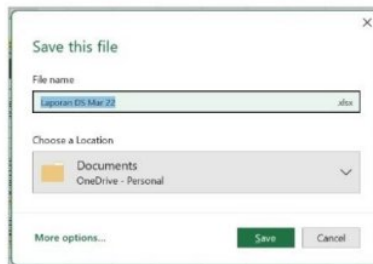 Save this file
File name
Laporan DS Mar 22 .xlsx
Choose a Location
Documents
OneDrive - Personal
More options...
Save Cancel